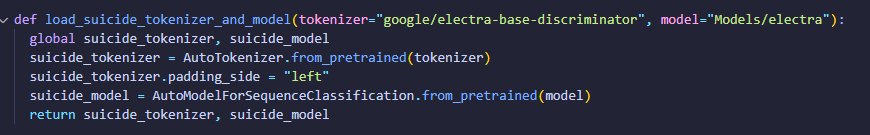 def load_suicide_tokenizer_and_model(tokenizer="google/electra-base-discriminator", model="Models/electra"):
global suicide_tokenizer, suicide_model
suicide_tokenizer = AutoTokenizer.from_pretrained(tokenizer)
suicide_tokenizer.padding_side = "left"
suicide_model = AutoModelForSequenceClassification.from_pretrained(model)
return suicide_tokenizer, suicide_model